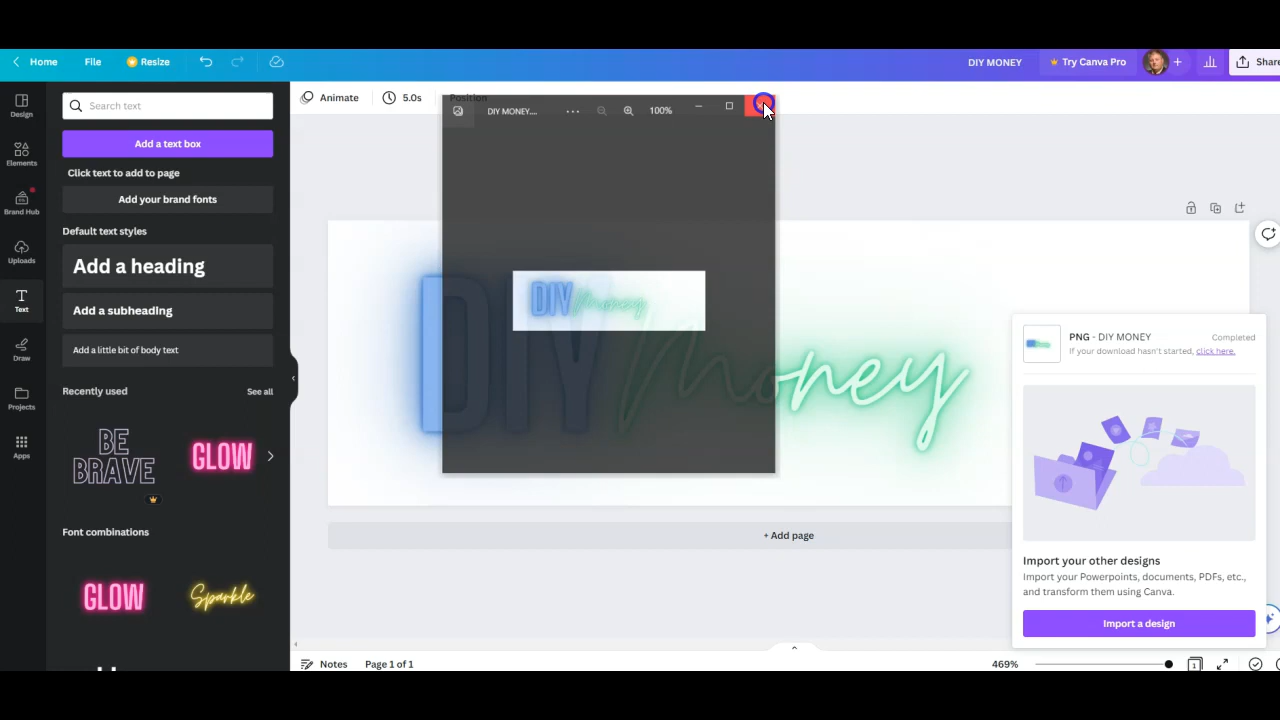 Home File Resize DIY MONEY Try Canva Pro Share
Design
Elements
Brand Hub
Uploads
Text
Draw
Projects
Apps
Search text
Add a text box
Click text to add to page
Add your brand fonts
Default text styles
Add a heading
Add a subheading
Add a little bit of body text
Recently used See all
BE BRAVE
GLOW
Font combinations
GLOW
Sparkle
Animate 5.0s Position
DIY MONEY.... ... 100%
DIY Money
DIY Money
+ Add page
PNG - DIY MONEY Completed
If your download hasn't started, click here.
Import your other designs
Import your Powerpoints, documents, PDFs, etc.,
and transform them using Canva.
Import a design
Notes Page 1 of 1 469% 1